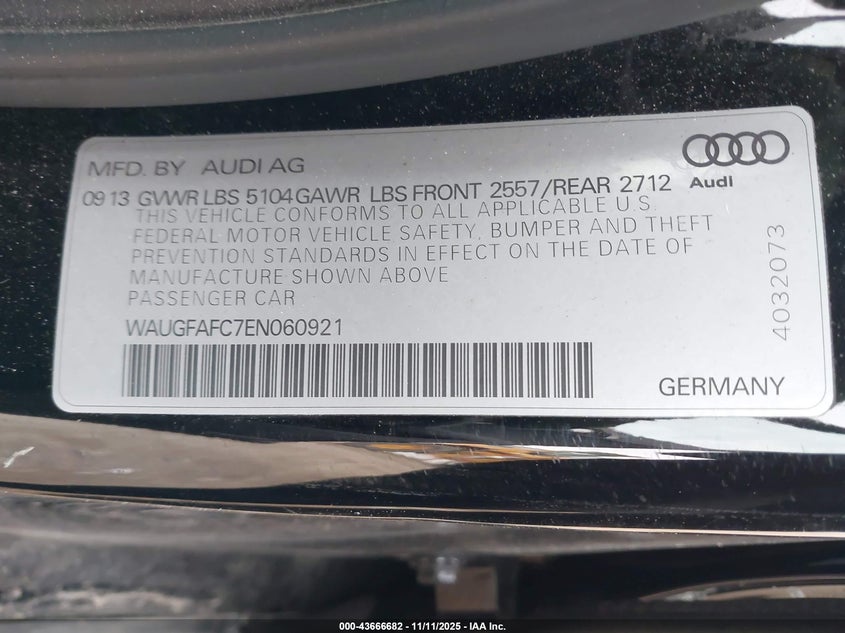 MFD. BY AUDI AG
Audi
09 13 GVWR LBS 5104 GAWR LBS FRONT 2557/REAR 2712
THIS VEHICLE CONFORMS TO ALL APPLICABLE U.S.
FEDERAL MOTOR VEHICLE SAFETY, BUMPER AND THEFT
PREVENTION STANDARDS IN EFFECT ON THE DATE OF
MANUFACTURE SHOWN ABOVE
PASSENGER CAR
WAUGFAFC7EN060921
4032073
GERMANY
000-43666682 - 11/11/2025 - IAA Inc.